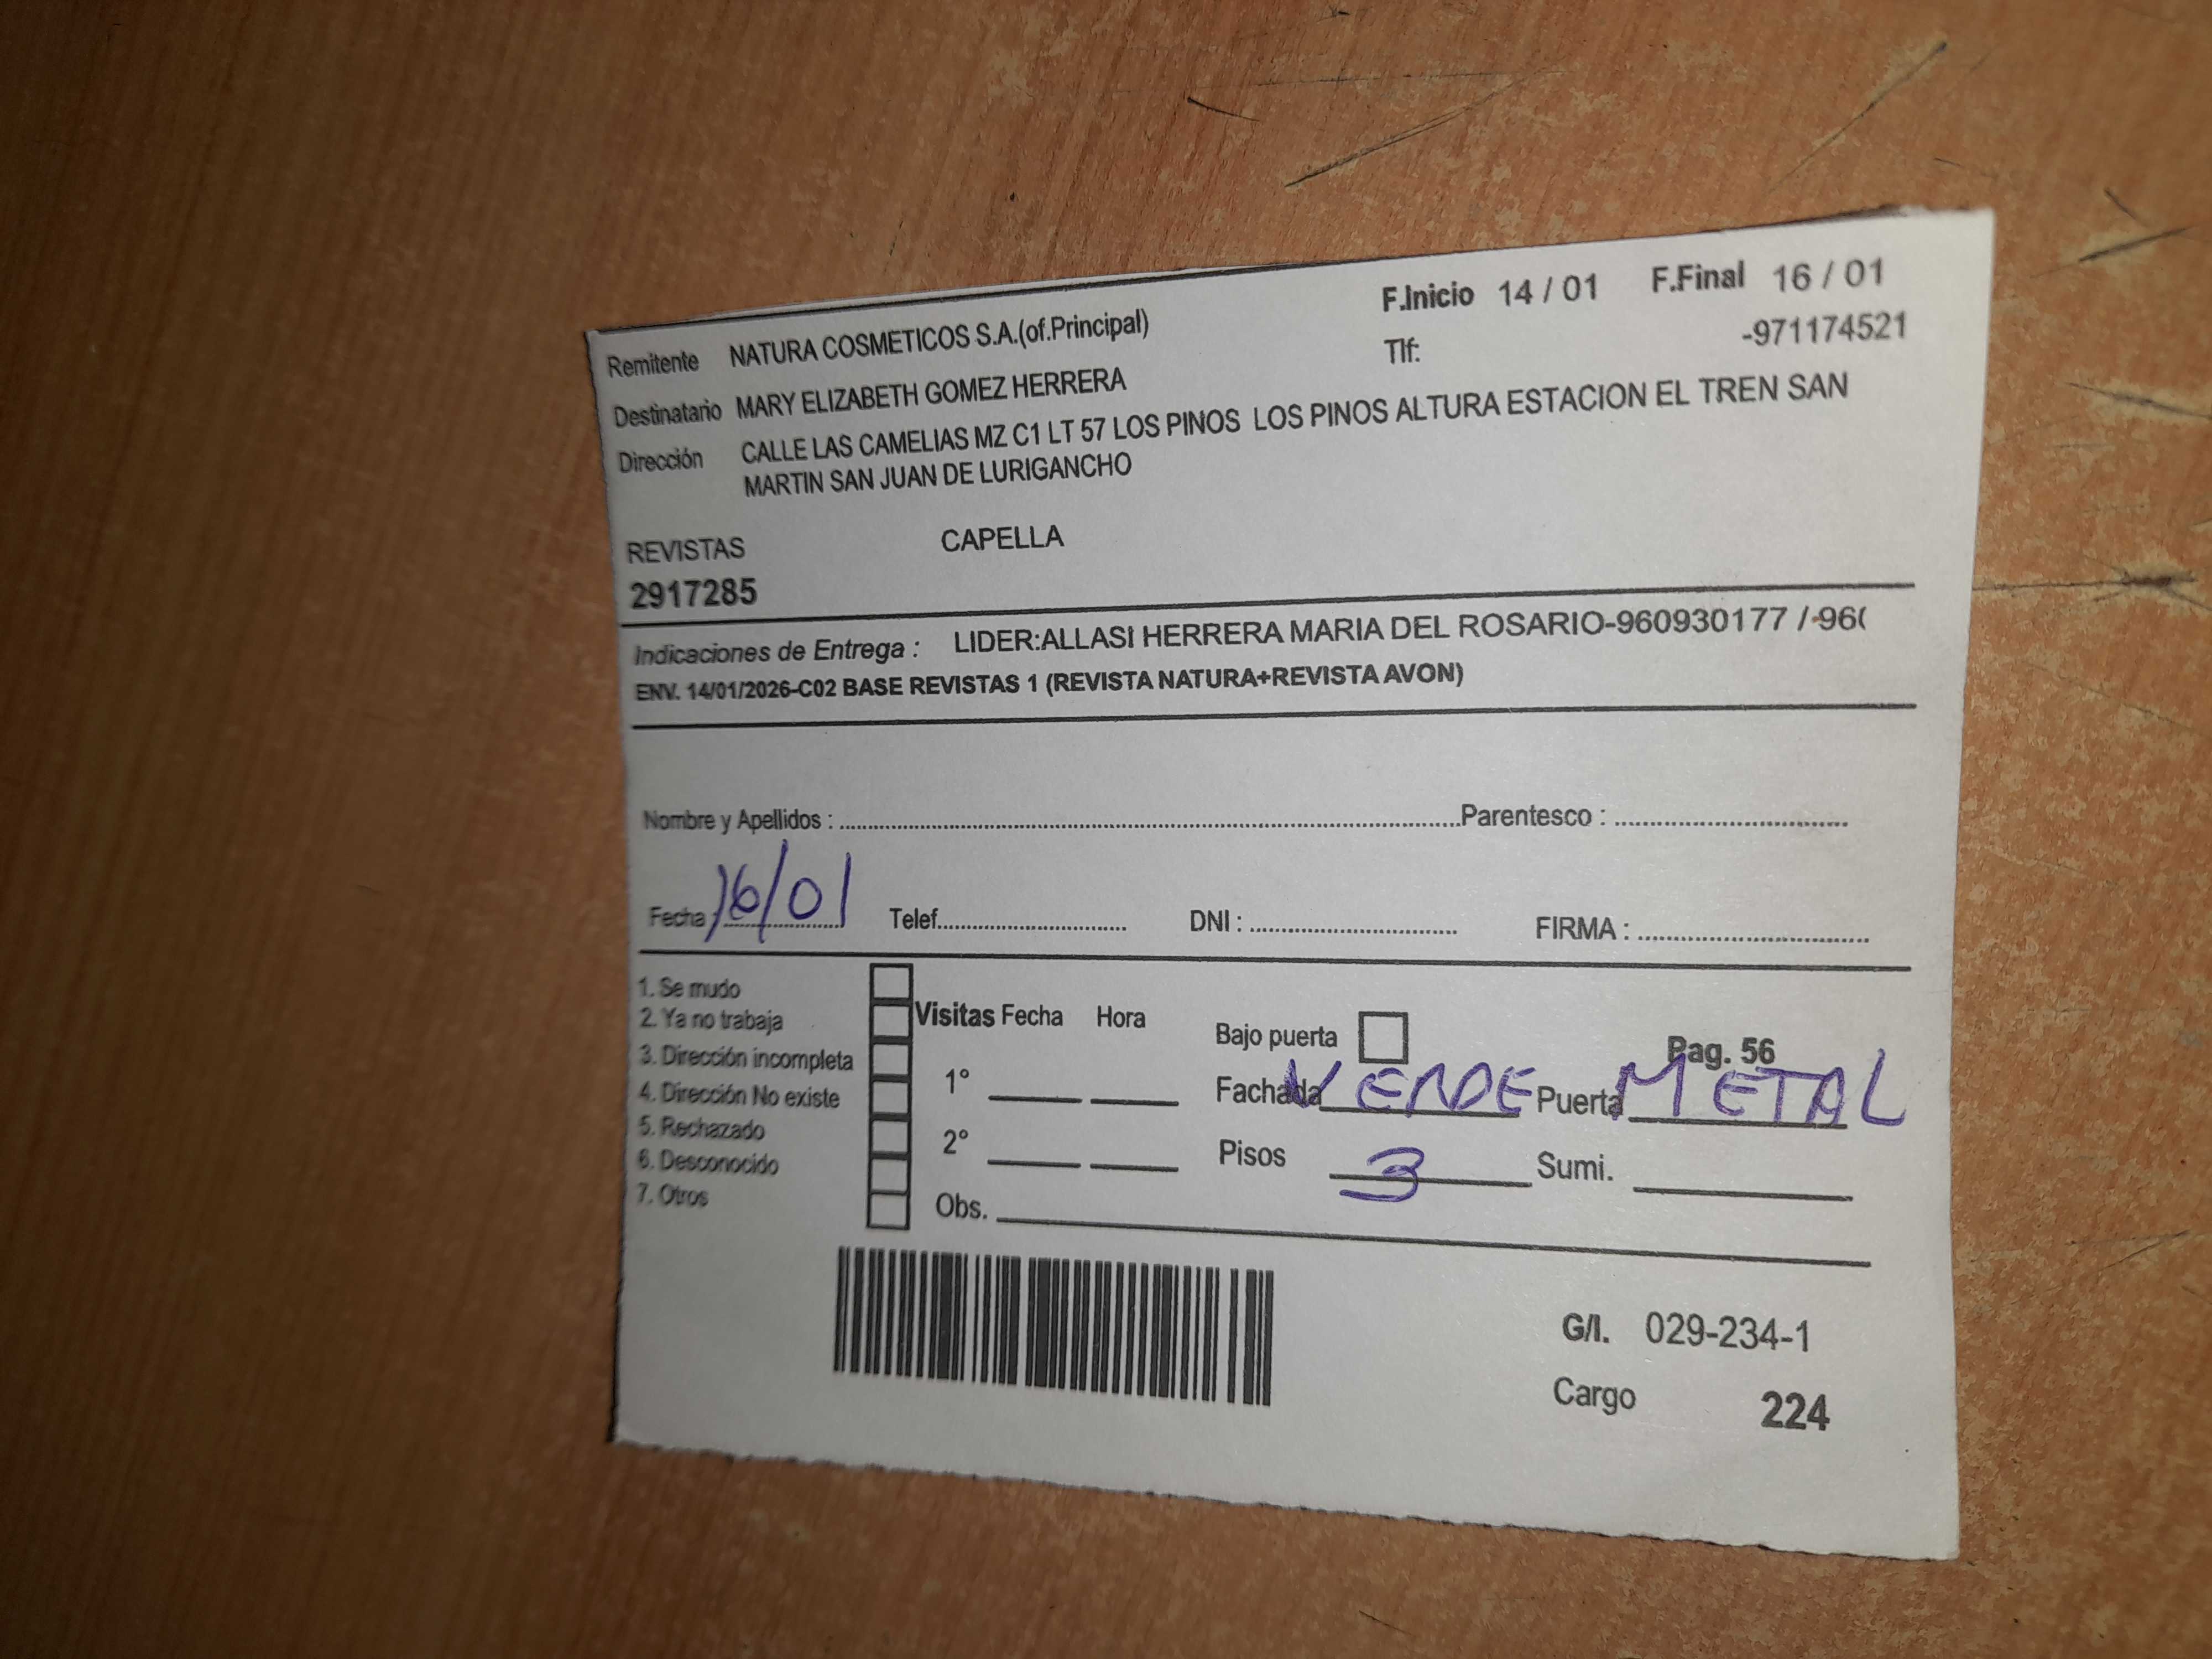 F.Inicio 14 / 01 F.Final 16 / 01
Remitente NATURA COSMETICOS S.A.(of.Principal)
Tlf: -971174521
Destinatario MARY ELIZABETH GOMEZ HERRERA
Dirección CALLE LAS CAMELIAS MZ C1 LT 57 LOS PINOS LOS PINOS ALTURA ESTACION EL TREN SAN
MARTIN SAN JUAN DE LURIGANCHO
REVISTAS CAPELLA
2917285
Indicaciones de Entrega : LIDER:ALLASI HERRERA MARIA DEL ROSARIO-960930177 /-960
ENV. 14/01/2026-C02 BASE REVISTAS 1 (REVISTA NATURA+REVISTA AVON)
Nombre y Apellidos : Parentesco :
Fecha : 16/01 Telef. DNI : FIRMA :
1. Se mudo
2. Ya no trabaja
3. Dirección incompleta
4. Dirección No existe
5. Rechazado
6. Desconocido
7. Otros
Visitas Fecha Hora
1°
2°
Obs.
Bajo puerta Pag. 56
Fachada VERDE Puerta METAL
Pisos 3 Sumi.
G/I. 029-234-1
Cargo 224